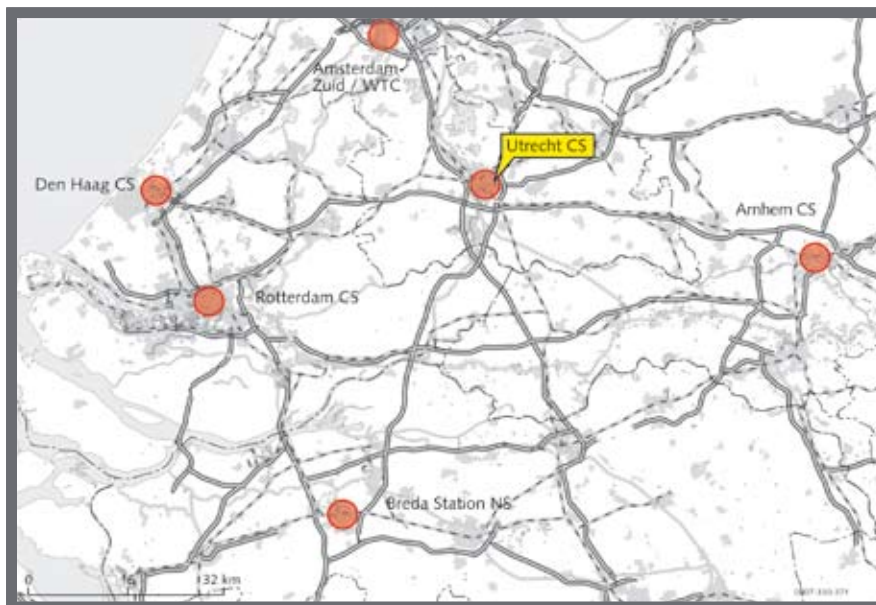 Amsterdam
Zuid / WTC
Utrecht CS
Den Haag CS
Arnhem CS
Rotterdam CS
Breda Station NS
0
32 km